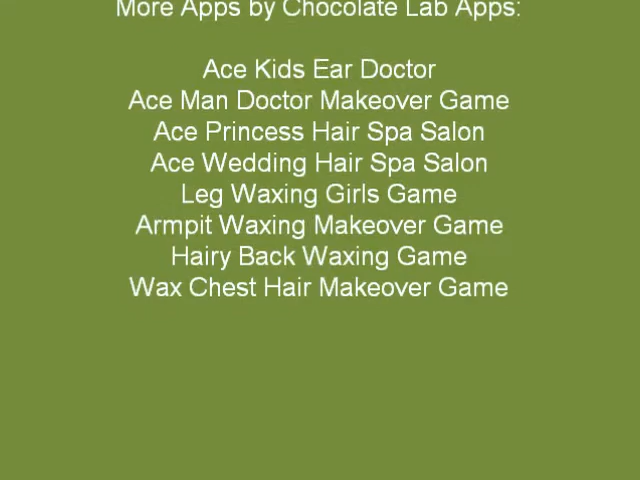 More Apps by Chocolate Lab Apps:
Ace Kids Ear Doctor
Ace Man Doctor Makeover Game
Ace Princess Hair Spa Salon
Ace Wedding Hair Spa Salon
Leg Waxing Girls Game
Armpit Waxing Makeover Game
Hairy Back Waxing Game
Wax Chest Hair Makeover Game